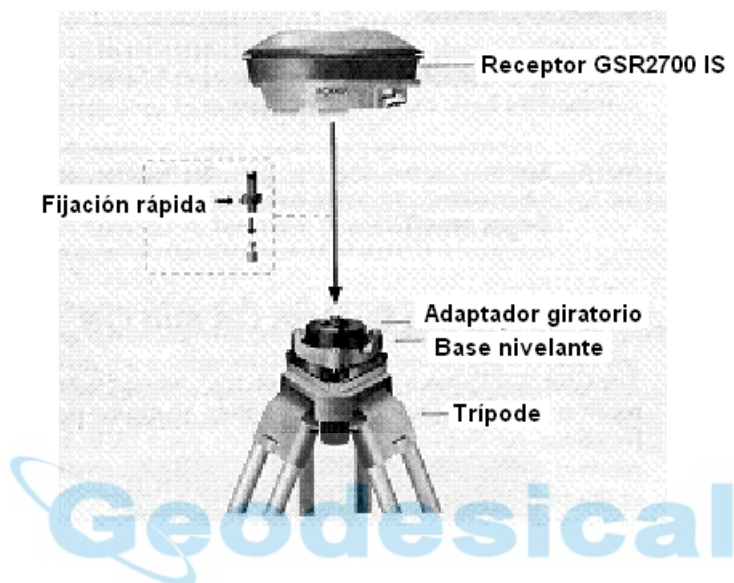 Receptor GSR2700 IS
Fijación rápida
Adaptador giratorio
Base nivelante
Trípode
Geodesical